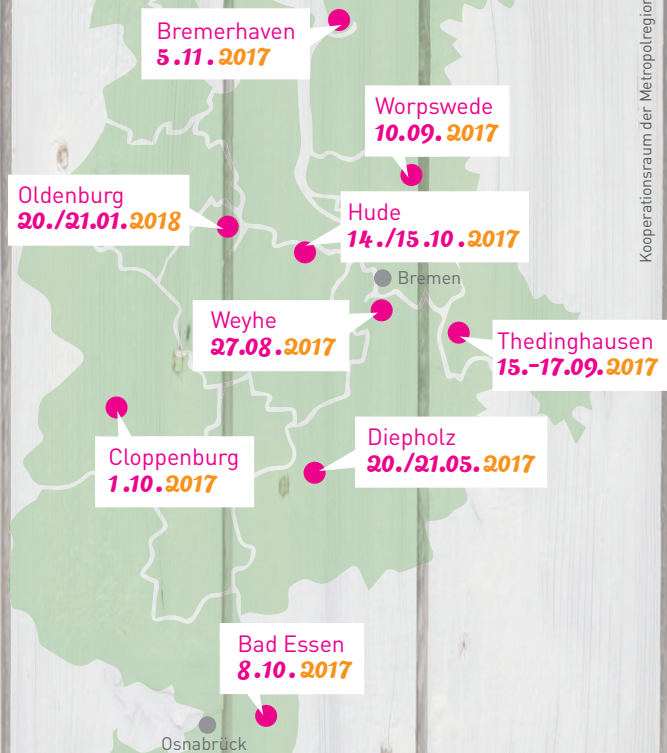 Bremerhaven
5.11.2017
Worpswede
10.09.2017
Oldenburg
20./21.01.2018
Hude
14./15.10.2017
Bremen
Weyhe
27.08.2017
Thedinghausen
15.-17.09.2017
Diepholz
20./21.05.2017
Cloppenburg
1.10.2017
Bad Essen
8.10.2017
Osnabrück
Kooperationsraum der Metropolregion